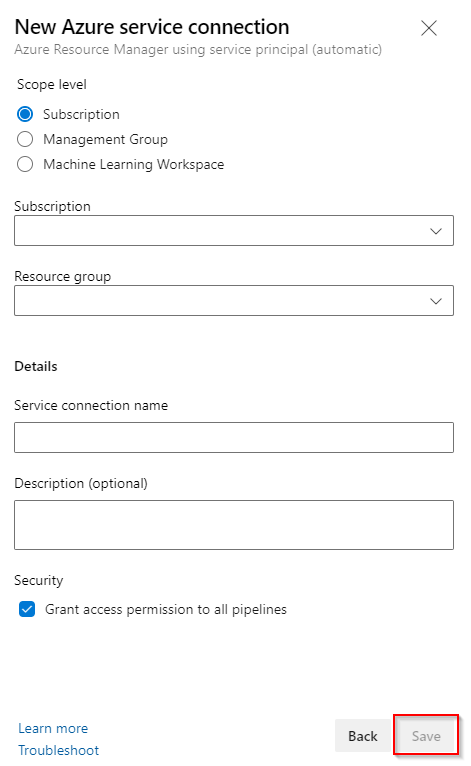 New Azure service connection
Azure Resource Manager using service principal (automatic)
Scope level
Subscription
Management Group
Machine Learning Workspace
Subscription
Resource group
Details
Service connection name
Description (optional)
Security
Grant access permission to all pipelines
Learn more
Troubleshoot
Back
Save